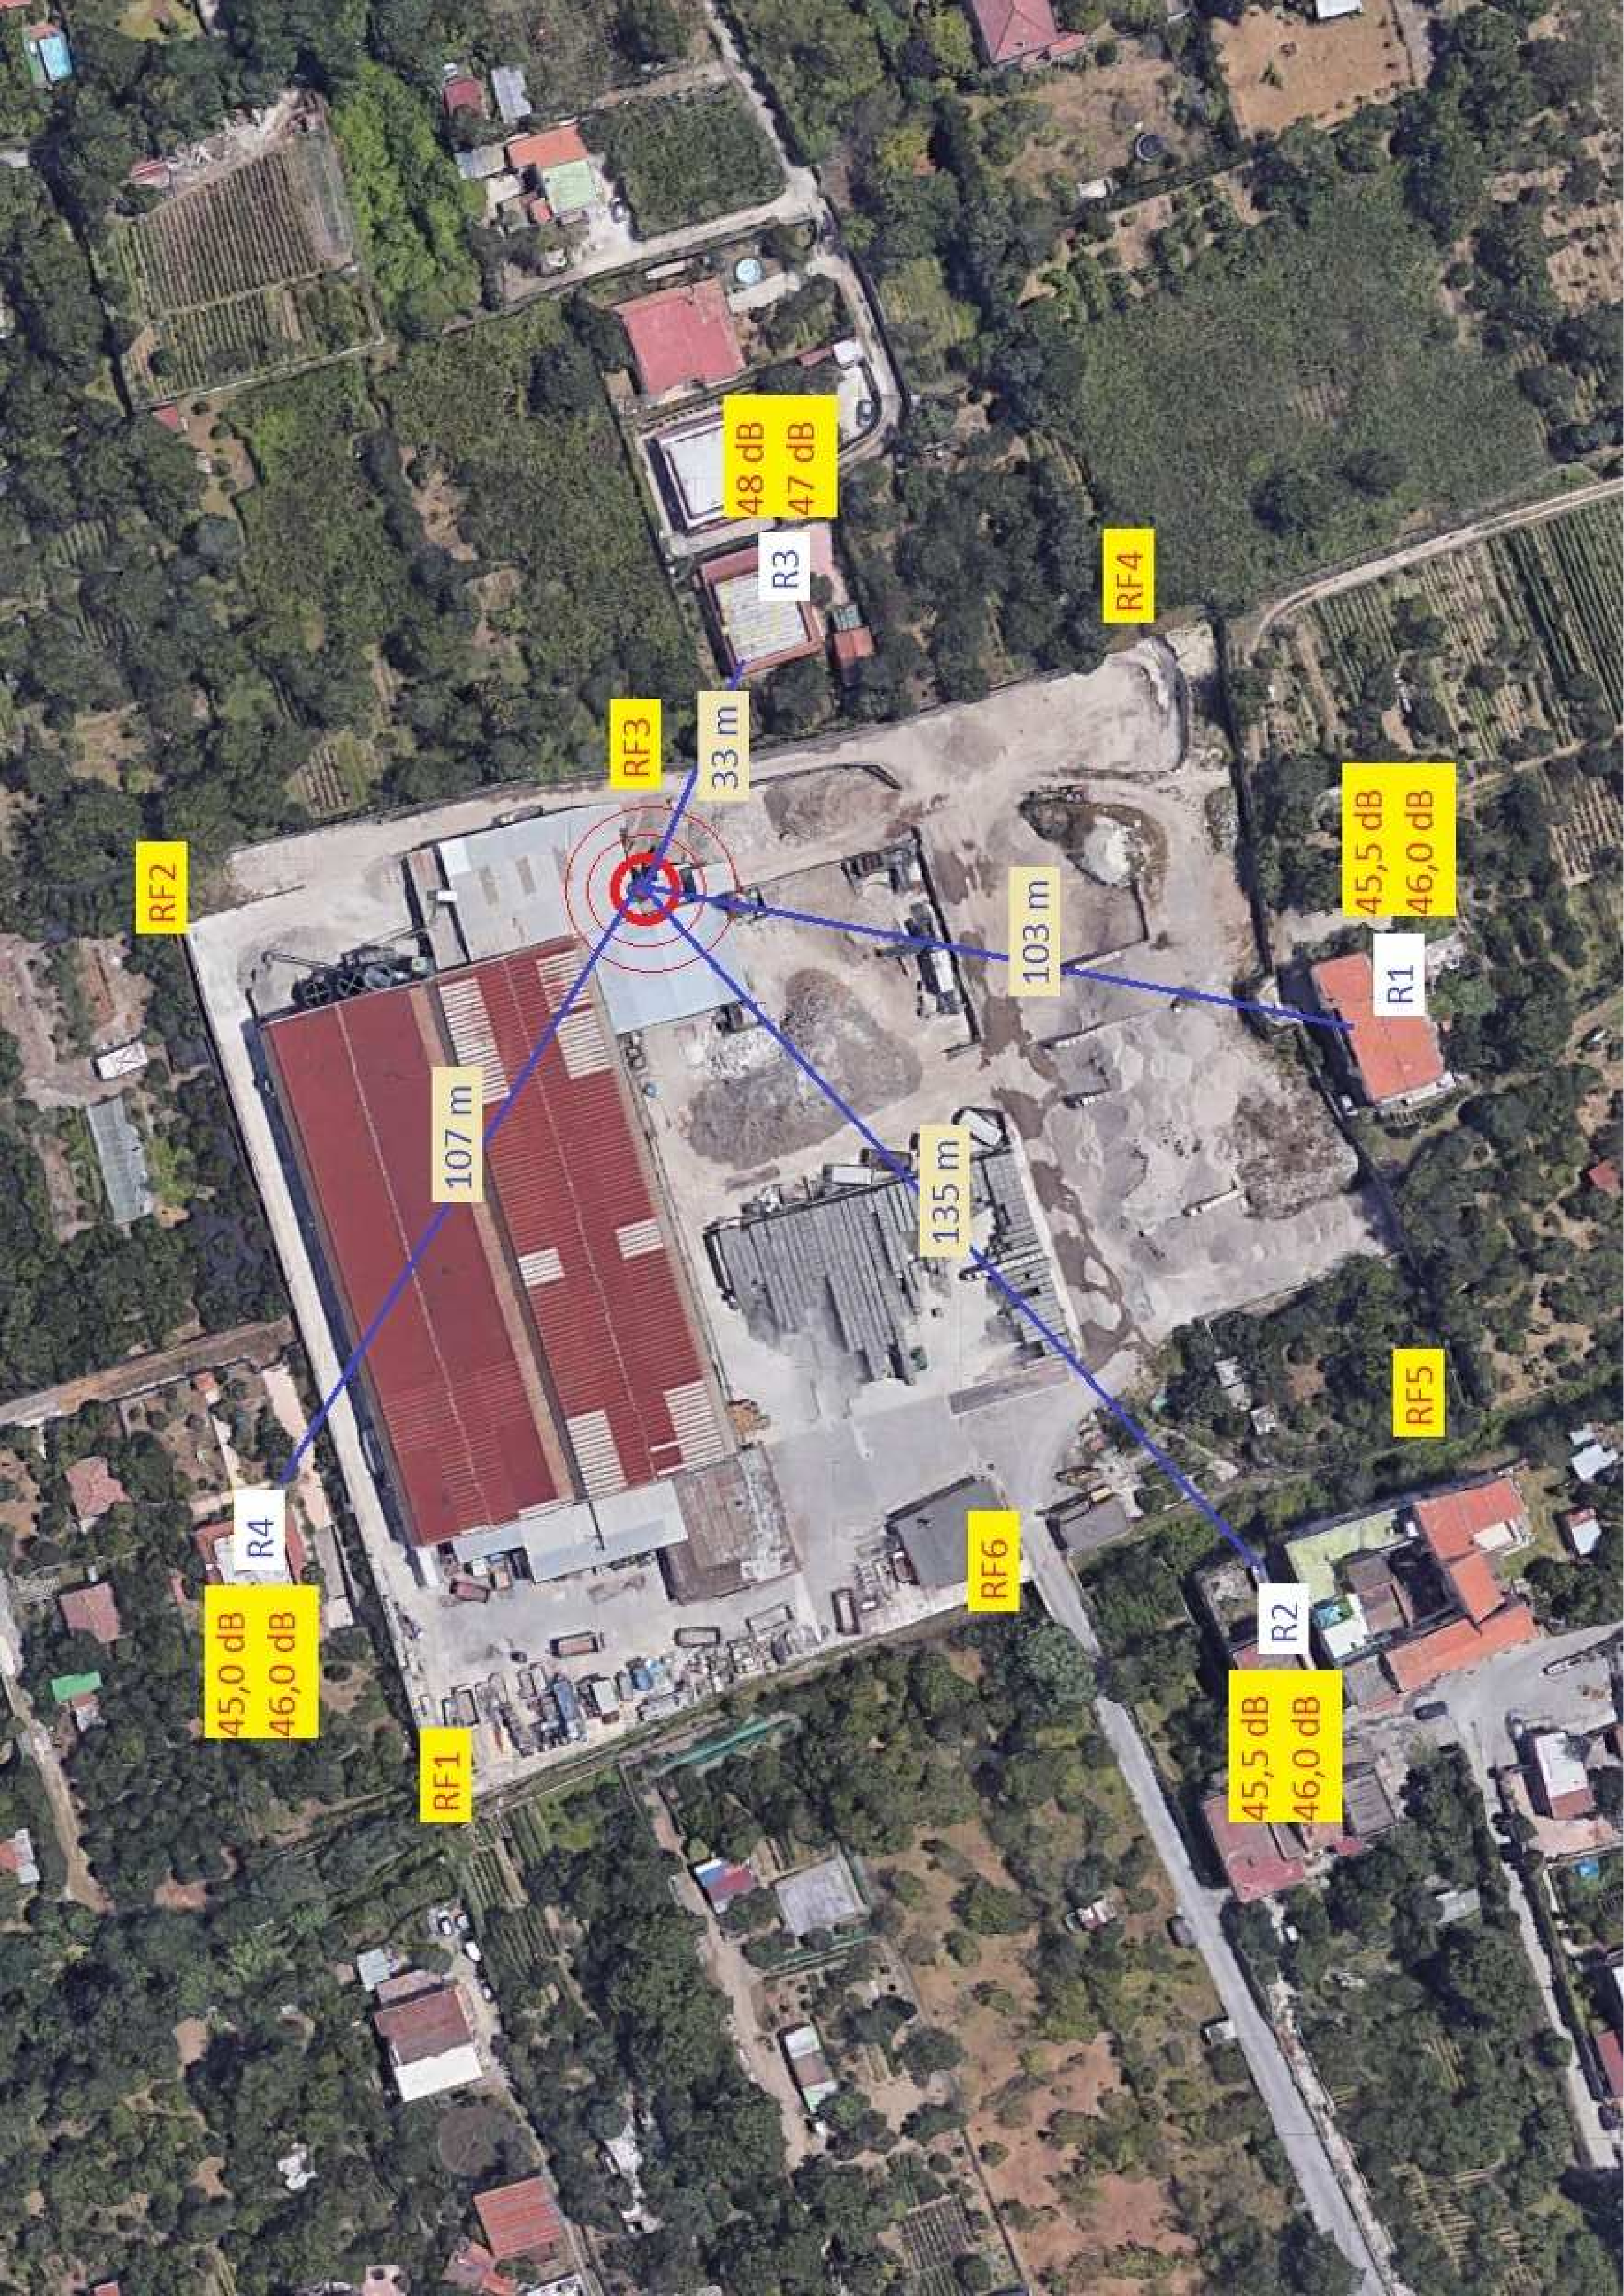 RF2
45,0 dB
46,0 dB
R4
RF1
107 m
RF3
33 m
R3
48 dB
47 dB
RF6
135 m
103 m
RF4
45,5 dB
46,0 dB
R2
R1
45,5 dB
46,0 dB
RF5